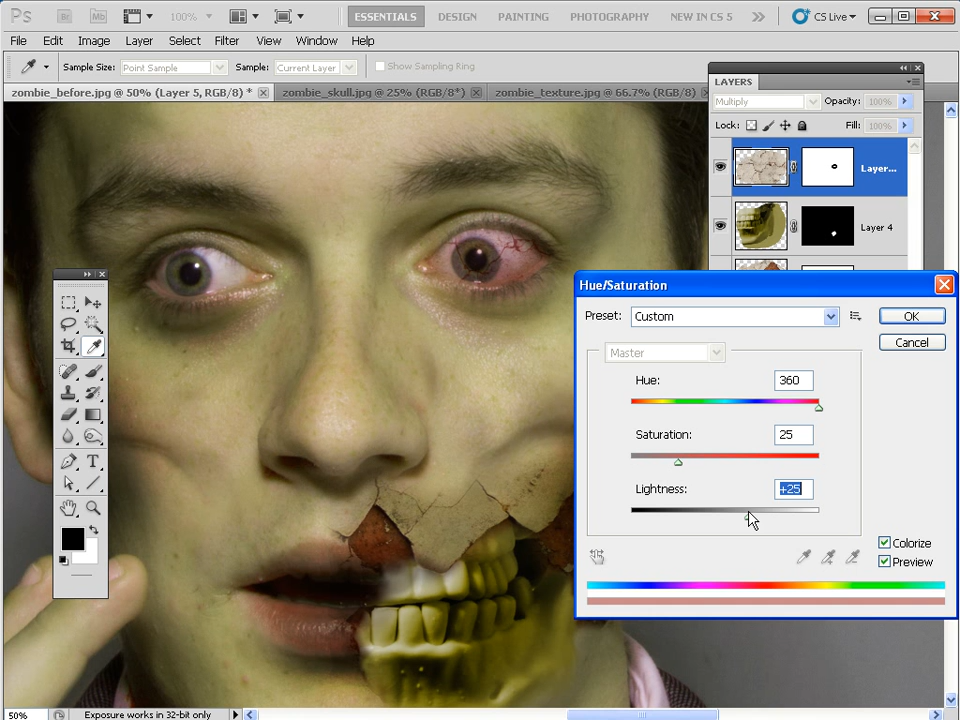 Ps Br Mb 100% ESSENTIALS DESIGN PAINTING PHOTOGRAPHY NEW IN CS 5 CS Live
File Edit Image Layer Select Filter View Window Help
Sample Size: Point Sample Sample: Current Layer Show Sampling Ring
zombie_before.jpg @ 50% (Layer 5, RGB/8) * zombie_skull.jpg @ 25% (RGB/8*) zombie_texture.jpg @ 66.7% (RGB/8)
LAYERS
Multiply Opacity: 100%
Lock: Fill: 100%
Layer...
Layer 4
Hue/Saturation
Preset: Custom OK
Cancel
Master
Hue: 360
Saturation: 25
Lightness: +25
Colorize
Preview
T
50% Exposure works in 32-bit only